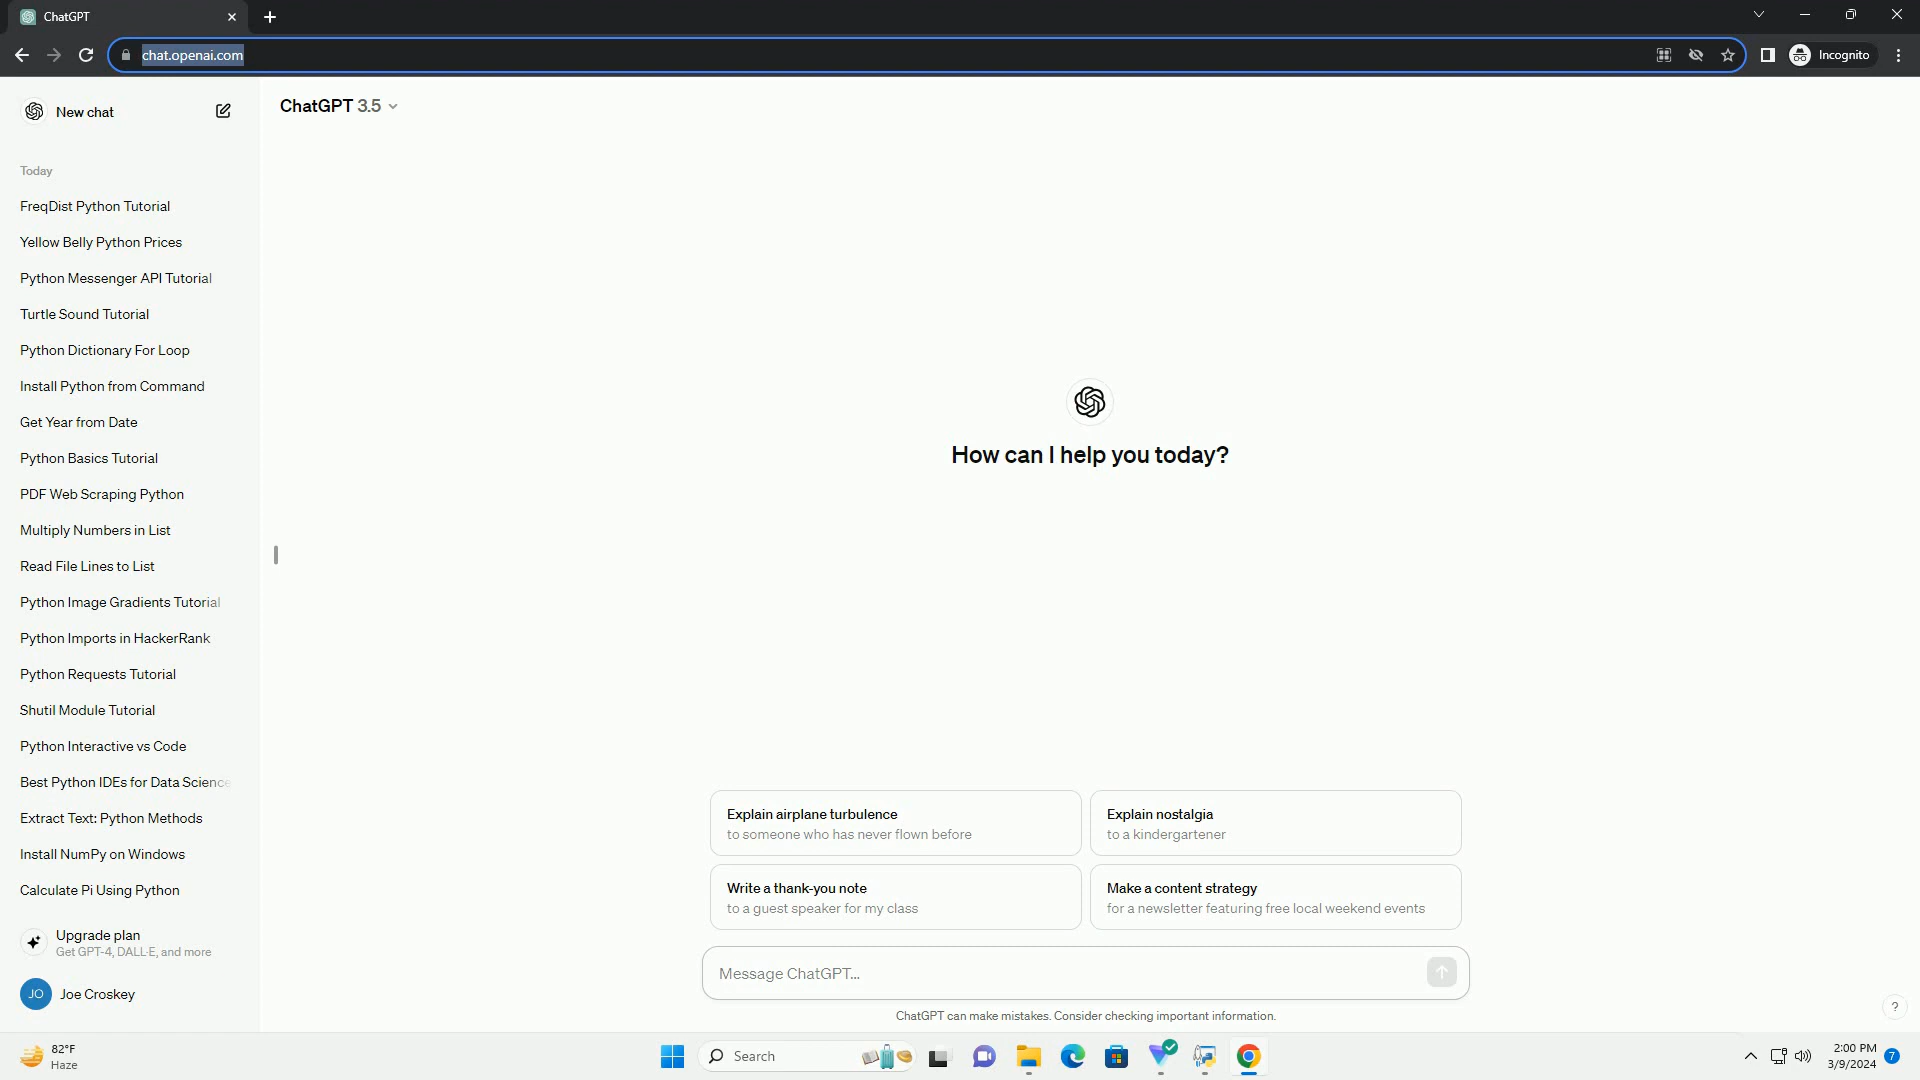 ChatGPT
chat.openai.com
Incognito
New chat
ChatGPT 3.5
Today
FreqDist Python Tutorial
Yellow Belly Python Prices
Python Messenger API Tutorial
Turtle Sound Tutorial
Python Dictionary For Loop
Install Python from Command
Get Year from Date
Python Basics Tutorial
PDF Web Scraping Python
Multiply Numbers in List
Read File Lines to List
Python Image Gradients Tutorial
Python Imports in HackerRank
Python Requests Tutorial
Shutil Module Tutorial
Python Interactive vs Code
Best Python IDEs for Data Science
Extract Text: Python Methods
Install NumPy on Windows
Calculate Pi Using Python
Upgrade plan
Get GPT-4, DALL·E, and more
JO Joe Croskey
How can I help you today?
Explain airplane turbulence
to someone who has never flown before
Explain nostalgia
to a kindergartener
Write a thank-you note
to a guest speaker for my class
Make a content strategy
for a newsletter featuring free local weekend events
Message ChatGPT...
ChatGPT can make mistakes. Consider checking important information.
?
82°F
Haze
Search
2:00 PM
3/9/2024
7